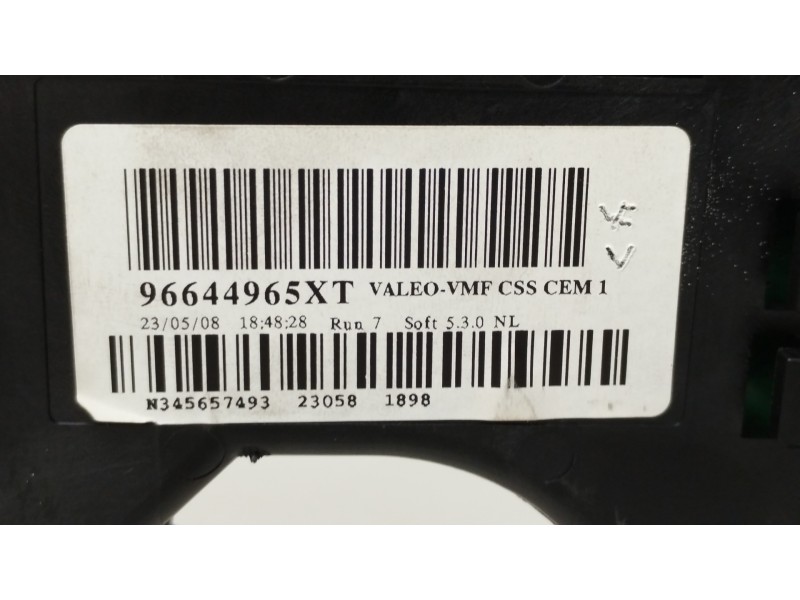 96644965XT VALEO-VMF CSS CEM 1
23/05/08 18:48:28 Run 7 Soft 5.3.0 NL
N345657493 23058 1898